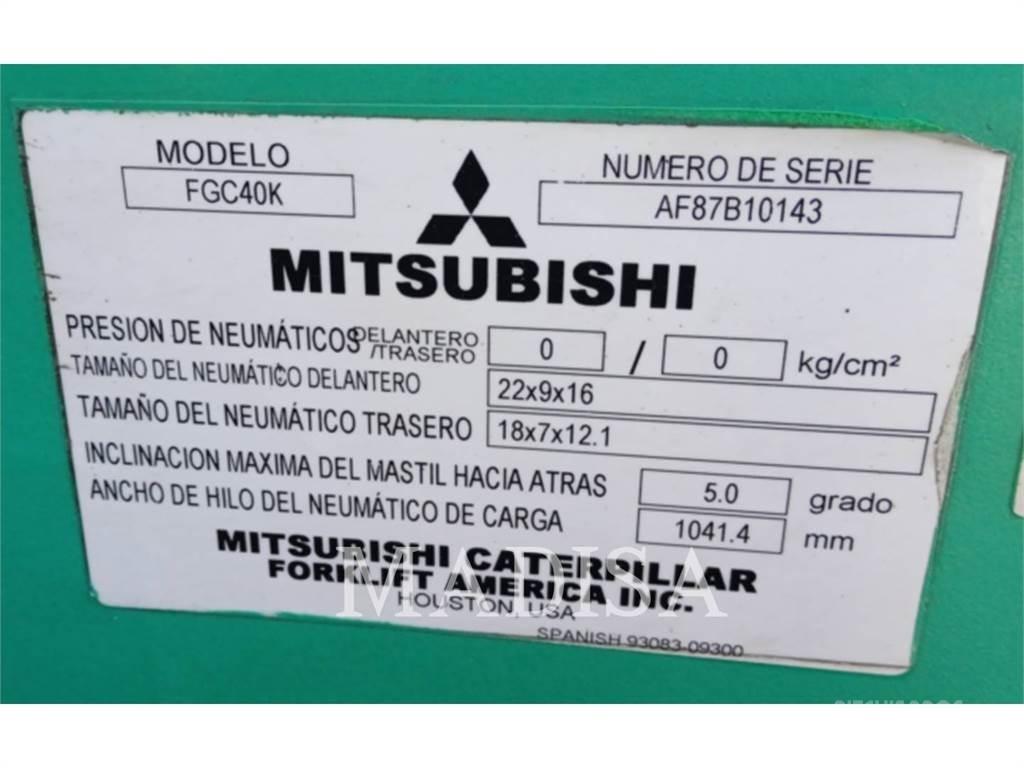 MODELO
FGC40K
NUMERO DE SERIE
AF87B10143
MITSUBISHI
PRESION DE NEUMÁTICOS DELANTERO /TRASERO 0 / 0 kg/cm²
TAMAÑO DEL NEUMÁTICO DELANTERO 22x9x16
TAMAÑO DEL NEUMÁTICO TRASERO 18x7x12.1
INCLINACION MAXIMA DEL MASTIL HACIA ATRAS 5.0 grado
ANCHO DE HILO DEL NEUMÁTICO DE CARGA 1041.4 mm
MITSUBISHI CATERPILLAR
FORKLIFT AMERICA INC.
HOUSTON, USA
MADISA
SPANISH 93083-09300